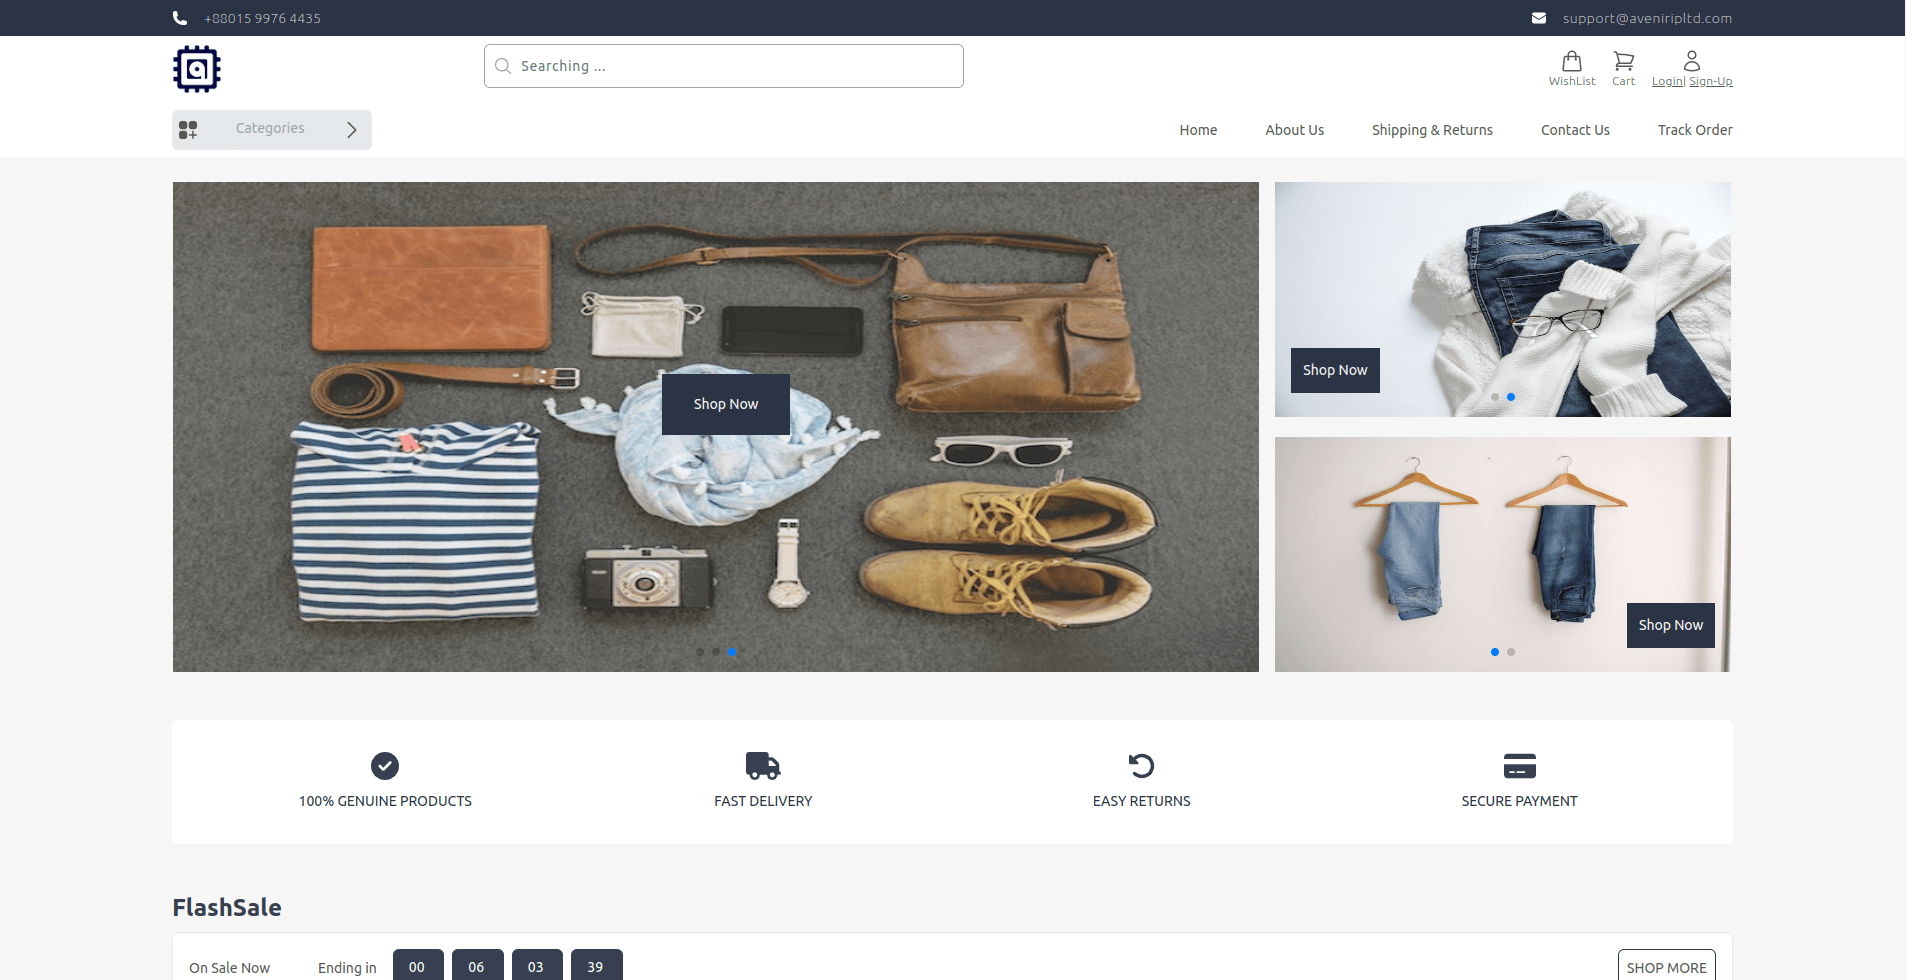 +88015 9976 4435
support@aveniripltd.com
Searching ...
WishList
Cart
Login| Sign-Up
Categories
Home
About Us
Shipping & Returns
Contact Us
Track Order
Shop Now
Shop Now
Shop Now
100% GENUINE PRODUCTS
FAST DELIVERY
EASY RETURNS
SECURE PAYMENT
FlashSale
On Sale Now
Ending in
00
06
03
39
SHOP MORE